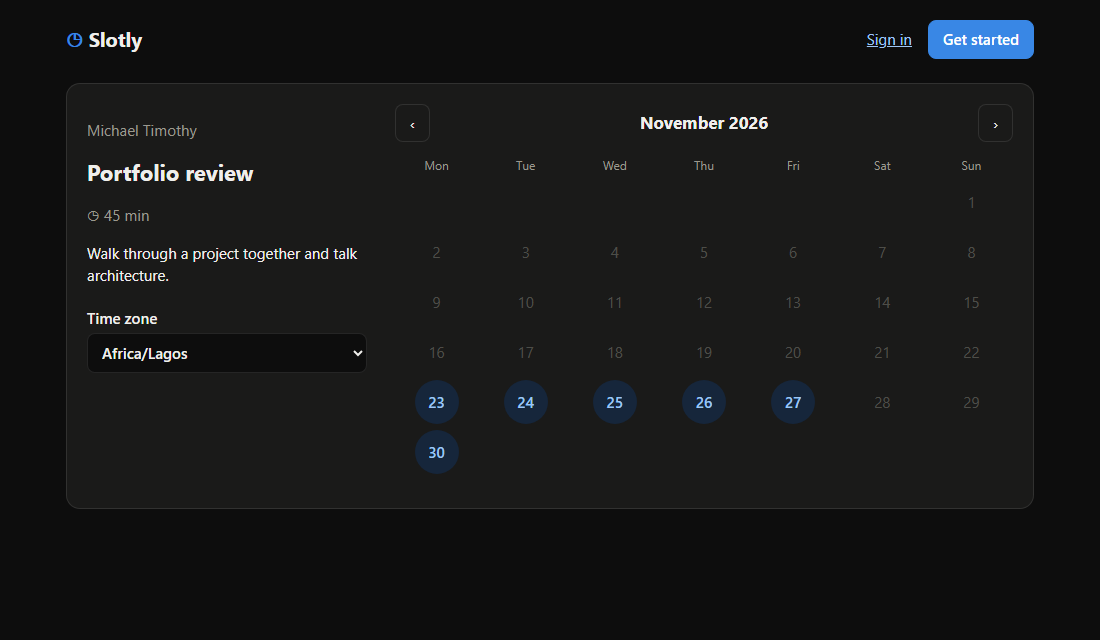 Slotly
Sign in
Get started
Michael Timothy
Portfolio review
45 min
Walk through a project together and talk
architecture.
Time zone
Africa/Lagos
‹ November 2026 ›
Mon Tue Wed Thu Fri Sat Sun
1
2 3 4 5 6 7 8
9 10 11 12 13 14 15
16 17 18 19 20 21 22
23 24 25 26 27 28 29
30